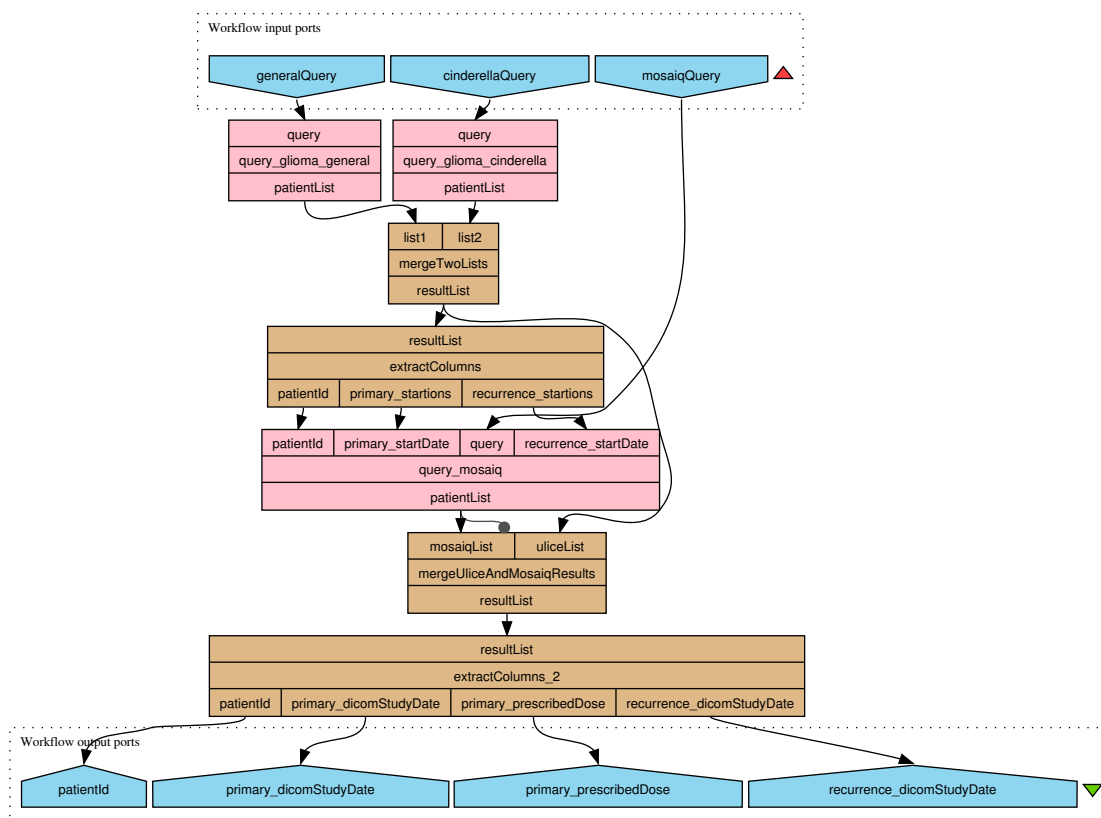 Workflow input ports
generalQuery cinderellaQuery mosaiqQuery
query query
query_glioma_general query_glioma_cinderella
patientList patientList
list1 list2
mergeTwoLists
resultList
resultList
extractColumns
patientId primary_startions recurrence_startions
patientId primary_startDate query recurrence_startDate
query_mosaiq
patientList
mosaiqList uliceList
mergeUliceAndMosaiqResults
resultList
resultList
extractColumns_2
patientId primary_dicomStudyDate primary_prescribedDose recurrence_dicomStudyDate
Workflow output ports
patientId primary_dicomStudyDate primary_prescribedDose recurrence_dicomStudyDate